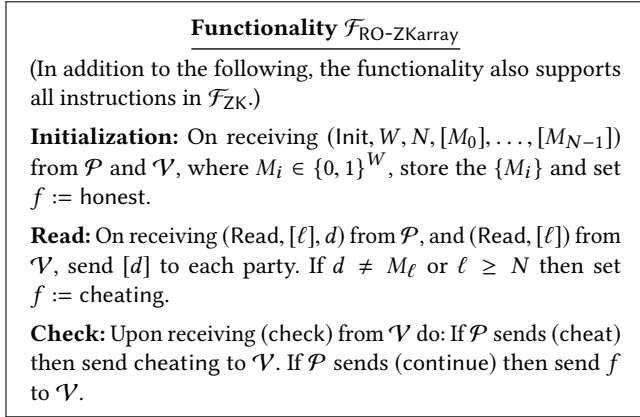 Functionality ℱ_RO-ZKarray
(In addition to the following, the functionality also supports
all instructions in ℱ_ZK.)
Initialization: On receiving (Init, W, N, [M_0], . . . , [M_{N−1}])
from 𝒫 and 𝒱, where M_i ∈ {0, 1}^W, store the {M_i} and set
f := honest.
Read: On receiving (Read, [ℓ], d) from 𝒫, and (Read, [ℓ]) from
𝒱, send [d] to each party. If d ≠ M_ℓ or ℓ ≥ N then set
f := cheating.
Check: Upon receiving (check) from 𝒱 do: If 𝒫 sends (cheat)
then send cheating to 𝒱. If 𝒫 sends (continue) then send f
to 𝒱.